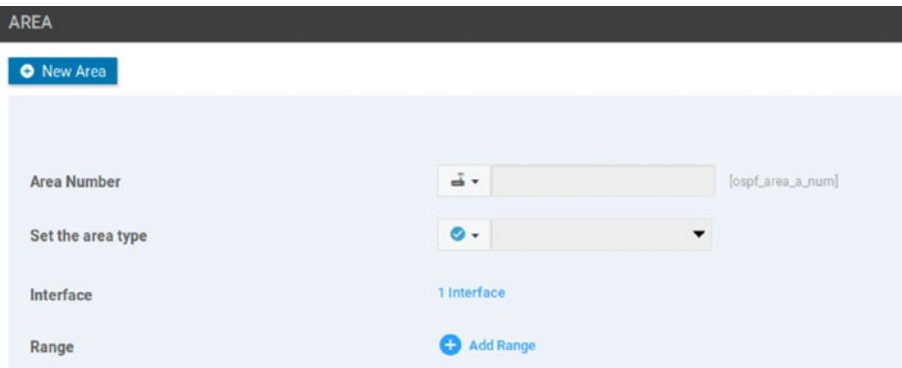 AREA
New Area
Area Number [ospf_area_a_num]
Set the area type
Interface 1 Interface
Range Add Range